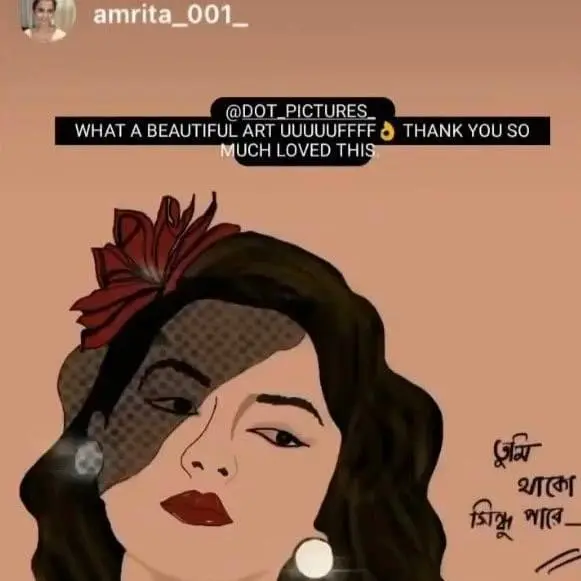 amrita_001_
@DOT_PICTURES_
WHAT A BEAUTIFUL ART UUUUUFFFF👌 THANK YOU SO
MUCH LOVED THIS.
তুমি
থাকো
সিন্ধু পারে_